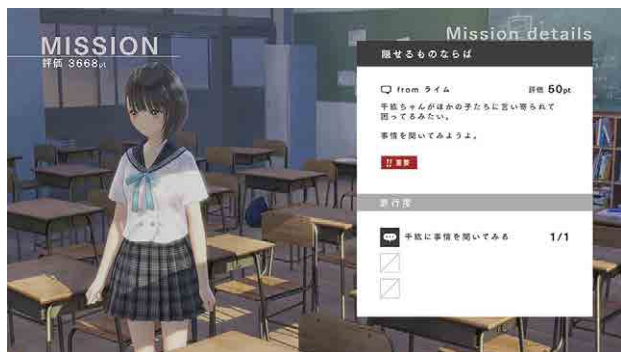 MISSION
評価 3668pt
Mission details
隠せるものならば
from ライム
評価 50pt
千紘ちゃんがほかの子たちに言い寄られて
困ってるみたい。
事情を聞いてみようよ。
!! 重要
遂行度
千紘に事情を聞いてみる 1/1